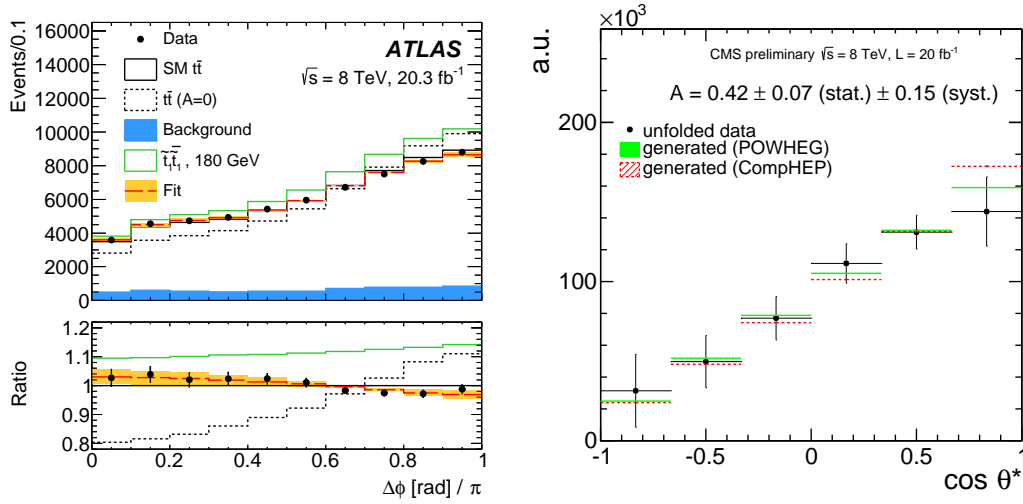 Events/0.1
16000
14000
12000
10000
8000
6000
4000
2000
0
Data
SM tt̄
tt̄ (A=0)
Background
t̃₁t̃̄₁ , 180 GeV
Fit
ATLAS
√s = 8 TeV, 20.3 fb⁻¹
Ratio
1.2
1.1
1
0.9
0.8
0 0.2 0.4 0.6 0.8 1
Δϕ [rad] / π
×10³
a.u.
200
100
0
CMS preliminary √s = 8 TeV, L = 20 fb⁻¹
A = 0.42 ± 0.07 (stat.) ± 0.15 (syst.)
unfolded data
generated (POWHEG)
generated (CompHEP)
-1 -0.5 0 0.5 1
cos θ*